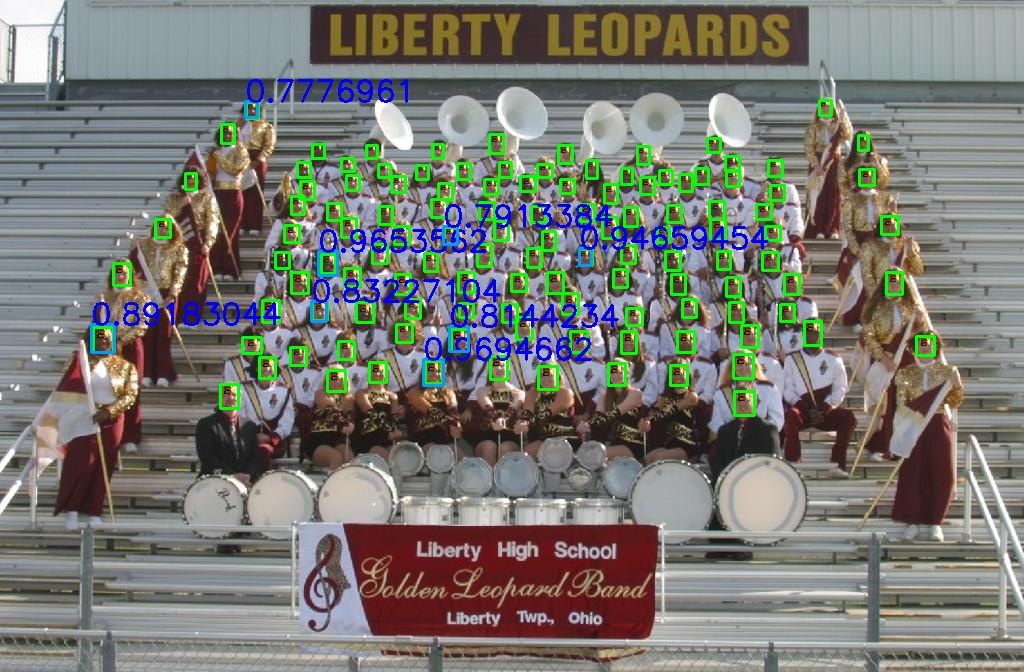 LIBERTY LEOPARDS
0.7776961
0.7913384
0.9653552
0.94659454
0.83227104
0.89183044
0.8144234
0.9694662
Liberty High School
Golden Leopard Band
Liberty Twp., Ohio